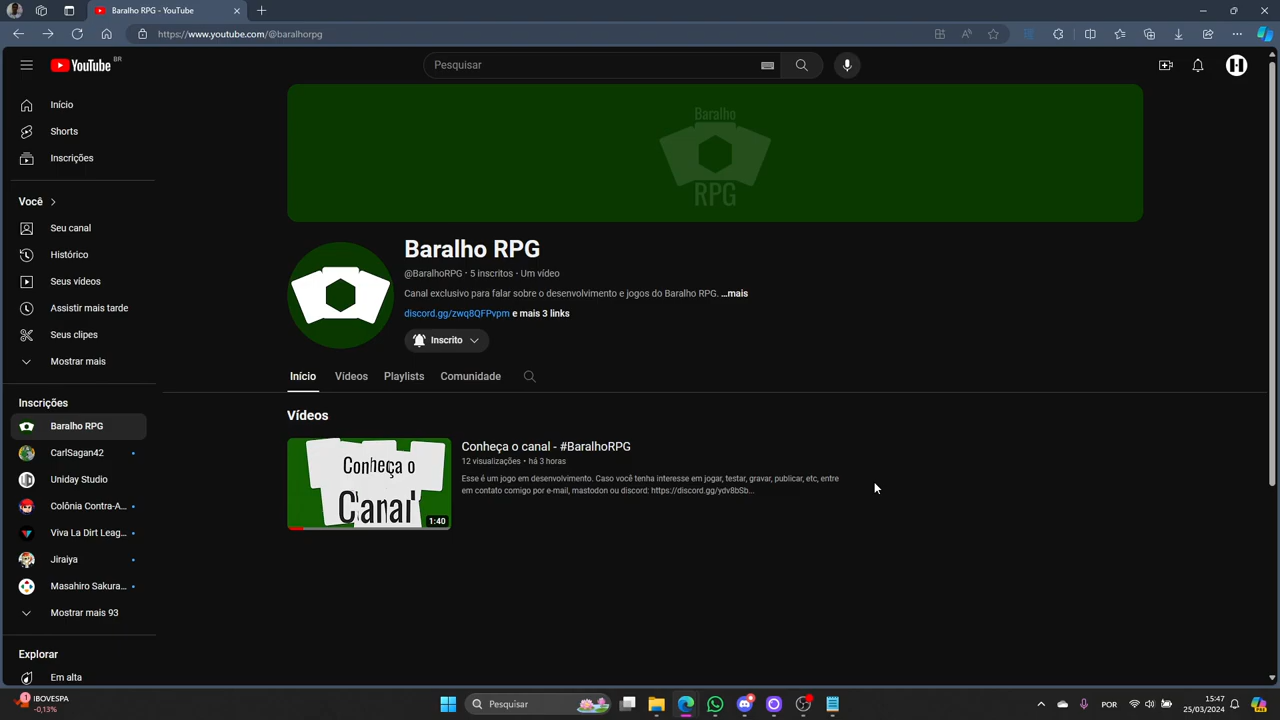 Baralho RPG - YouTube
https://www.youtube.com/@baralhorpg
YouTube BR
Pesquisar
Início
Shorts
Inscrições
Você
Seu canal
Histórico
Seus vídeos
Assistir mais tarde
Seus clipes
Mostrar mais
Inscrições
Baralho RPG
CarlSagan42
Uniday Studio
Colônia Contra-A...
Viva La Dirt Leag...
Jiraiya
Masahiro Sakura...
Mostrar mais 93
Explorar
Em alta
Baralho
RPG
Baralho RPG
@BaralhoRPG • 5 inscritos • Um vídeo
Canal exclusivo para falar sobre o desenvolvimento e jogos do Baralho RPG. ...mais
discord.gg/zwq8QFPvpm e mais 3 links
Inscrito
Início Vídeos Playlists Comunidade
Vídeos
Conheça o
Canal
1:40
Conheça o canal - #BaralhoRPG
12 visualizações • há 3 horas
Esse é um jogo em desenvolvimento. Caso você tenha interesse em jogar, testar, gravar, publicar, etc, entre
em contato comigo por e-mail, mastodon ou discord: https://discord.gg/ydv8bSb...
1
IBOVESPA
-0,13%
Pesquisar
POR
15:47
25/03/2024